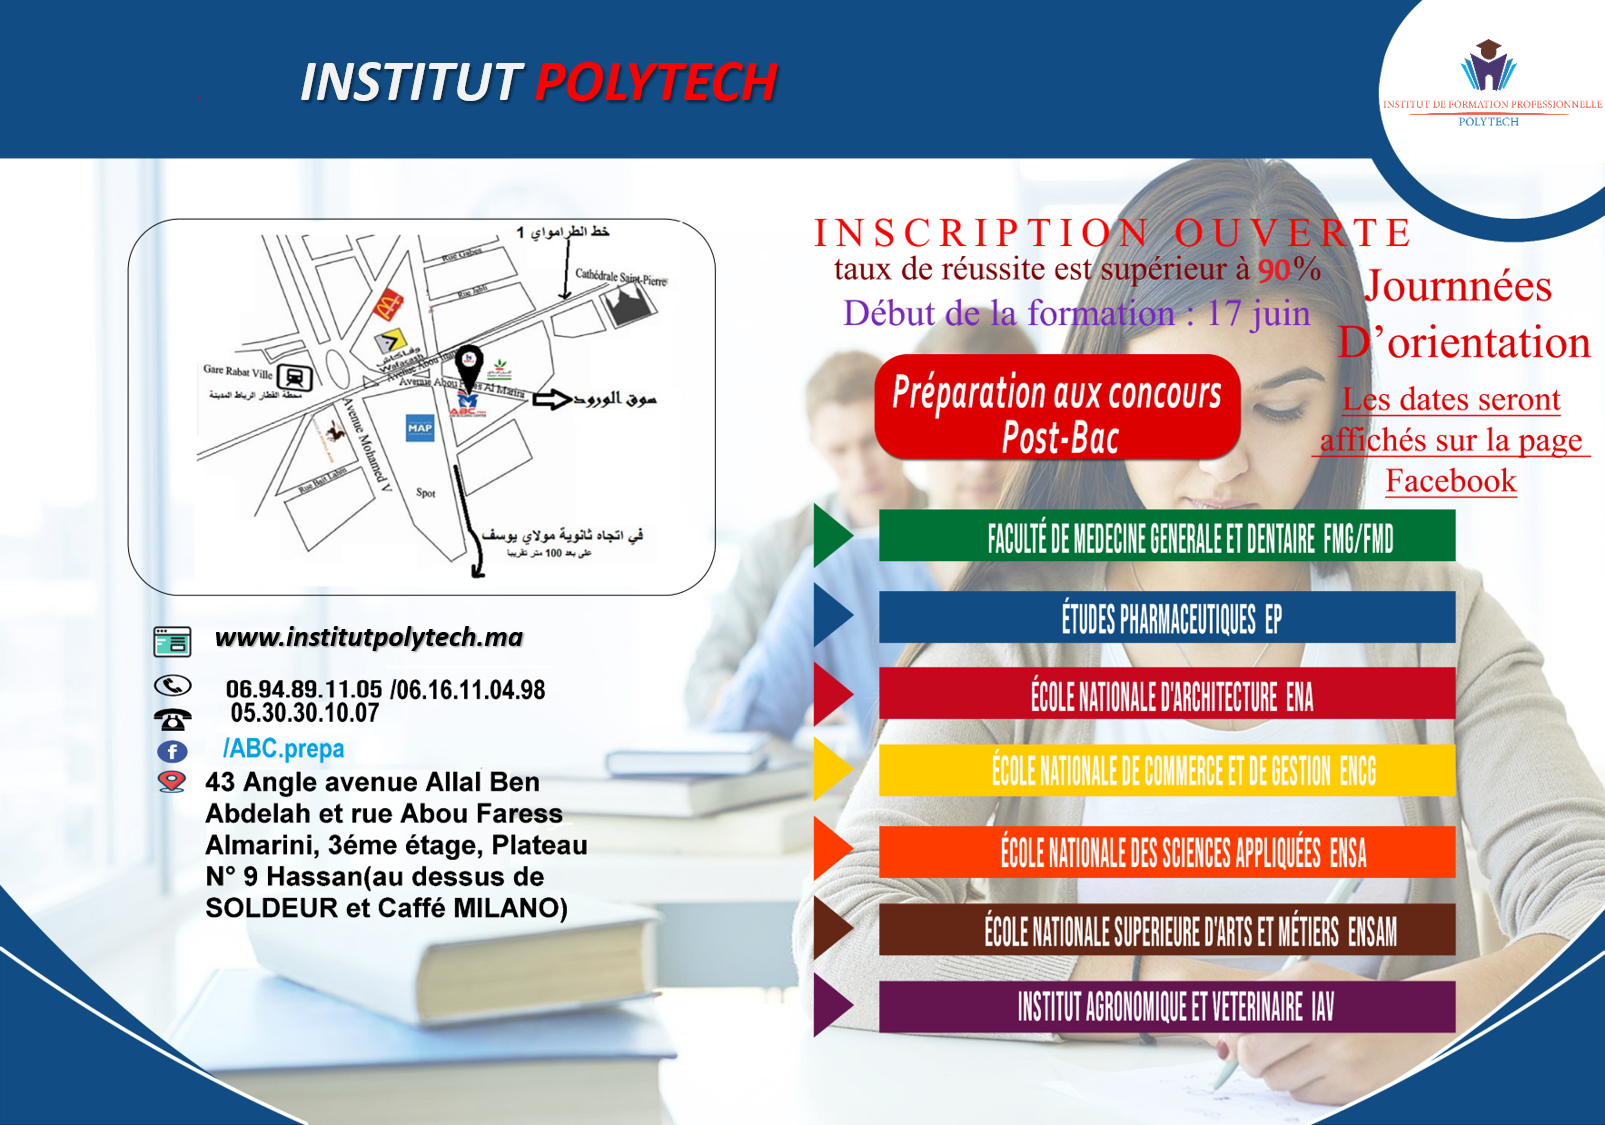 INSTITUT POLYTECH
INSTITUT DE FORMATION PROFESSIONNELLE
POLYTECH
خط الطرامواي 1
Rue Gabes
Cathédrale Saint-Pierre
Rue Jabli
Wafacash
Gare Rabat Ville
محطة القطار الرباط المدينة
Avenue Abou Inan
Avenue Abou Fares Al Marini
سوق الورود
ABC
MAP
Avenue Mohamed V
Rue Bait Lahm
Spot
في اتجاه ثانوية مولاي يوسف
على بعد 100 متر تقريبا
www.institutpolytech.ma
06.94.89.11.05 /06.16.11.04.98
05.30.30.10.07
/ABC.prepa
43 Angle avenue Allal Ben
Abdelah et rue Abou Faress
Almarini, 3éme étage, Plateau
N° 9 Hassan(au dessus de
SOLDEUR et Caffé MILANO)
INSCRIPTION OUVERTE
taux de réussite est supérieur à 90%
Début de la formation : 17 juin
Journnées
D’orientation
Les dates seront
affichés sur la page
Facebook
Préparation aux concours
Post-Bac
FACULTÉ DE MEDECINE GENERALE ET DENTAIRE FMG/FMD
ÉTUDES PHARMACEUTIQUES EP
ÉCOLE NATIONALE D'ARCHITECTURE ENA
ÉCOLE NATIONALE DE COMMERCE ET DE GESTION ENCG
ÉCOLE NATIONALE DES SCIENCES APPLIQUÉES ENSA
ÉCOLE NATIONALE SUPERIEURE D'ARTS ET MÉTIERS ENSAM
INSTITUT AGRONOMIQUE ET VETERINAIRE IAV